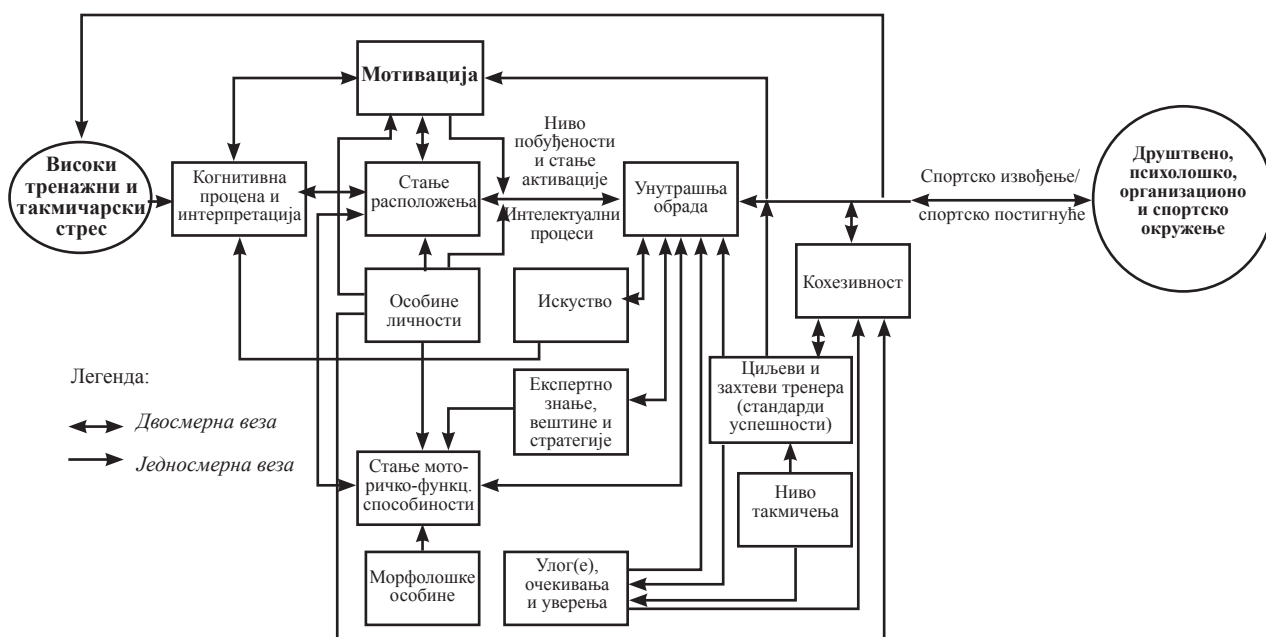 Мотивација
Високи
тренажни и
такмичарски
стрес
Когнитивна
процена и
интерпретација
Стање
расположења
Ниво
побуђености
и стање
активације
Интелектуални
процеси
Унутрашња
обрада
Спортско извођење/
спортско постигнуће
Друштвено,
психолошко,
организационо
и спортско
окружење
Особине
личности
Искуство
Кохезивност
Легенда:
Двосмерна веза
Једносмерна веза
Експертно
знање,
вештине и
стратегије
Циљеви и
захтеви тренера
(стандарди
успешности)
Стање мото-
ричко-функц.
способиности
Ниво
такмичења
Морфолошке
особине
Улог(е),
очекивања
и уверења